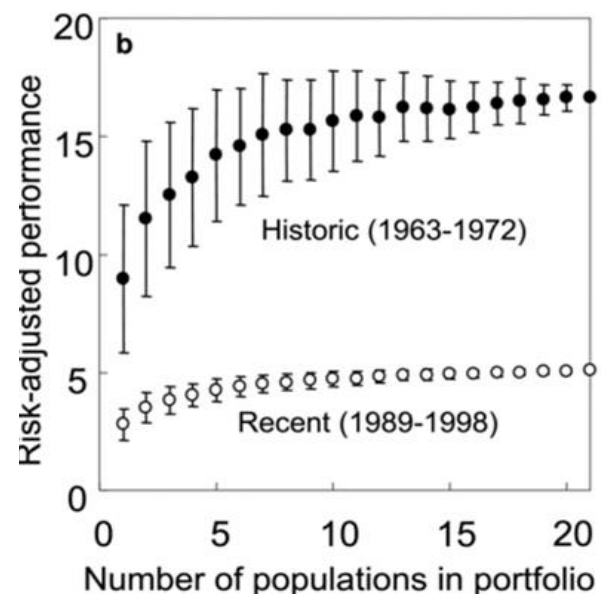 b
Risk-adjusted performance
20
15
10
5
0
Historic (1963-1972)
Recent (1989-1998)
0 5 10 15 20
Number of populations in portfolio